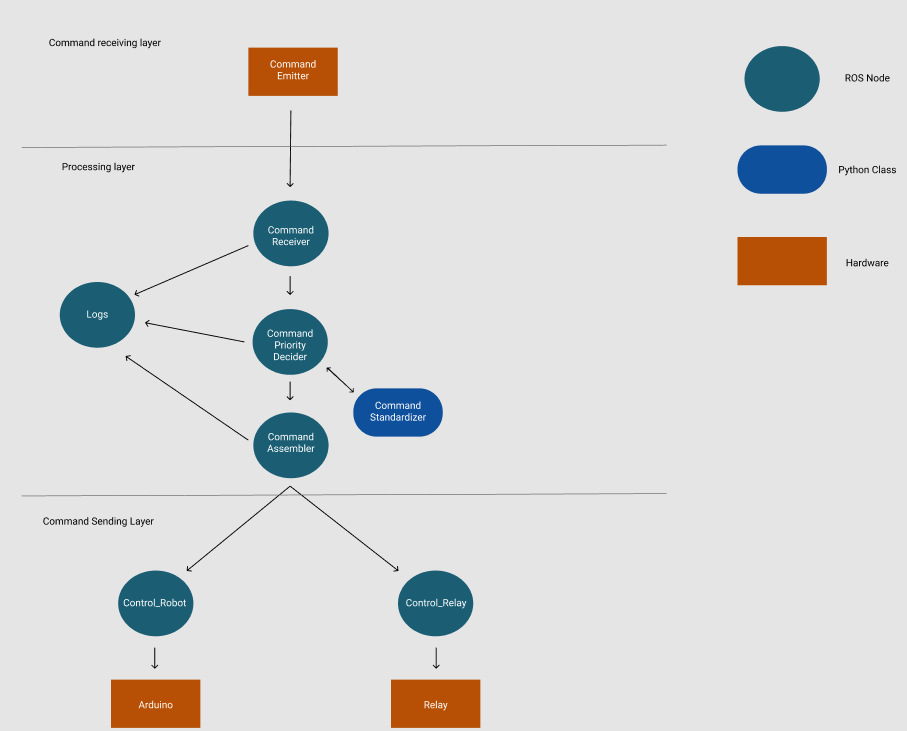 Command receiving layer
Command
Emitter
ROS Node
Processing layer
Python Class
Command
Receiver
Hardware
Logs
Command
Priority
Decider
Command
Standardizer
Command
Assembler
Command Sending Layer
Control_Robot
Control_Relay
Arduino
Relay